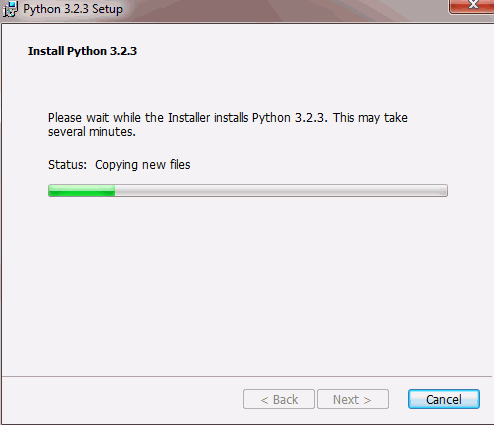 Python 3.2.3 Setup
Install Python 3.2.3
Please wait while the Installer installs Python 3.2.3. This may take
several minutes.
Status: Copying new files
< Back Next > Cancel